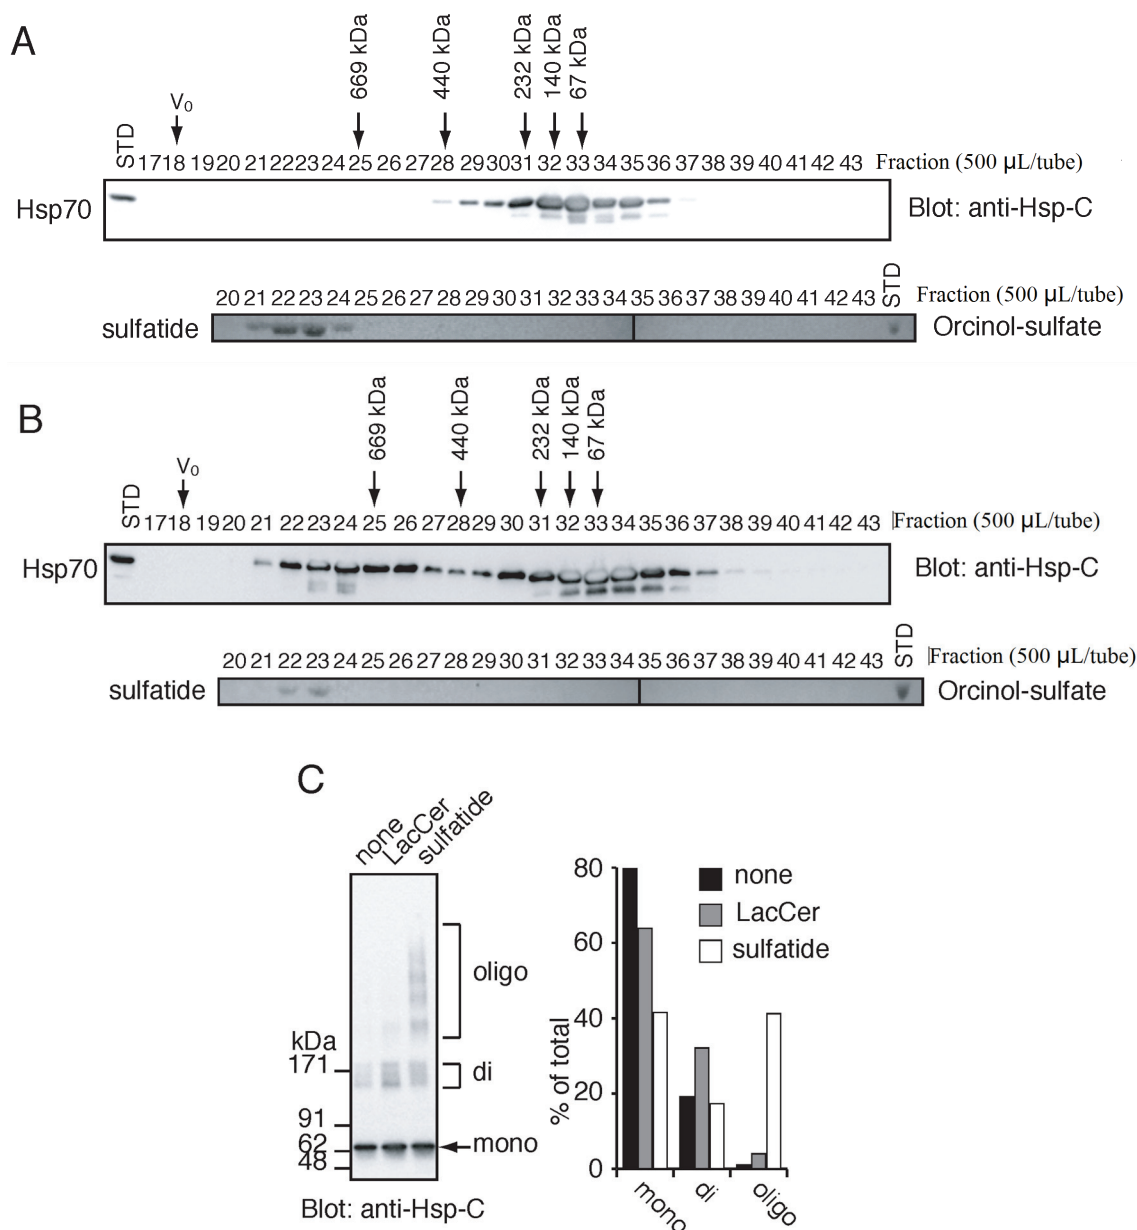 A
669 kDa
440 kDa
232 kDa
140 kDa
67 kDa
V0
STD
17 18 19 20 21 22 23 24 25 26 27 28 29 30 31 32 33 34 35 36 37 38 39 40 41 42 43 Fraction (500 µL/tube)
Hsp70
Blot: anti-Hsp-C
20 21 22 23 24 25 26 27 28 29 30 31 32 33 34 35 36 37 38 39 40 41 42 43 STD Fraction (500 µL/tube)
sulfatide
Orcinol-sulfate
B
669 kDa
440 kDa
232 kDa
140 kDa
67 kDa
V0
STD
17 18 19 20 21 22 23 24 25 26 27 28 29 30 31 32 33 34 35 36 37 38 39 40 41 42 43 Fraction (500 µL/tube)
Hsp70
Blot: anti-Hsp-C
20 21 22 23 24 25 26 27 28 29 30 31 32 33 34 35 36 37 38 39 40 41 42 43 STD Fraction (500 µL/tube)
sulfatide
Orcinol-sulfate
C
none
LacCer
sulfatide
oligo
di
mono
kDa
171
91
62
48
Blot: anti-Hsp-C
% of total
80
60
40
20
0
none
LacCer
sulfatide
mono
di
oligo